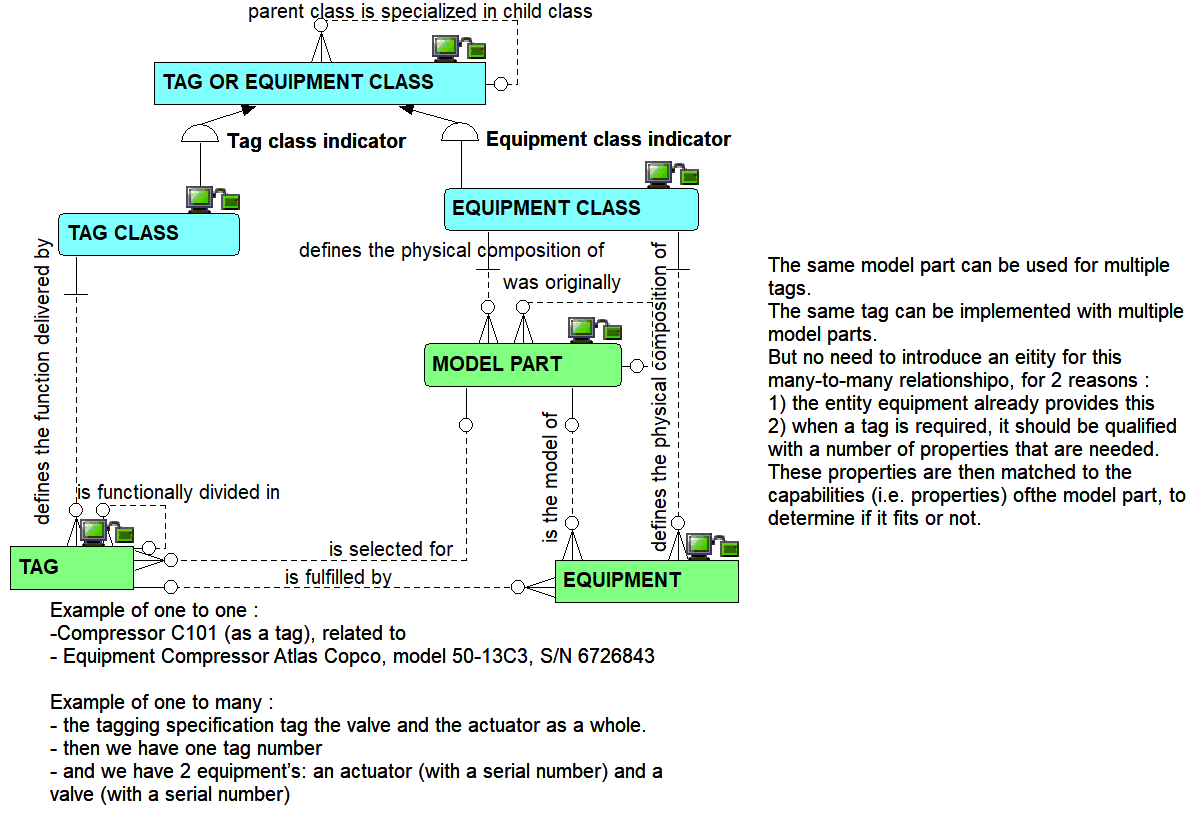 parent class is specialized in child class
TAG OR EQUIPMENT CLASS
Tag class indicator
Equipment class indicator
EQUIPMENT CLASS
TAG CLASS
defines the physical composition of
was originally
defines the function delivered by
defines the physical composition of
MODEL PART
is the model of
is functionally divided in
is selected for
TAG
is fulfilled by
EQUIPMENT
The same model part can be used for multiple
tags.
The same tag can be implemented with multiple
model parts.
But no need to introduce an eitity for this
many-to-many relationshipo, for 2 reasons :
1) the entity equipment already provides this
2) when a tag is required, it should be qualified
with a number of properties that are needed.
These properties are then matched to the
capabilities (i.e. properties) ofthe model part, to
determine if it fits or not.
Example of one to one :
-Compressor C101 (as a tag), related to
- Equipment Compressor Atlas Copco, model 50-13C3, S/N 6726843
Example of one to many :
- the tagging specification tag the valve and the actuator as a whole.
- then we have one tag number
- and we have 2 equipment’s: an actuator (with a serial number) and a
valve (with a serial number)